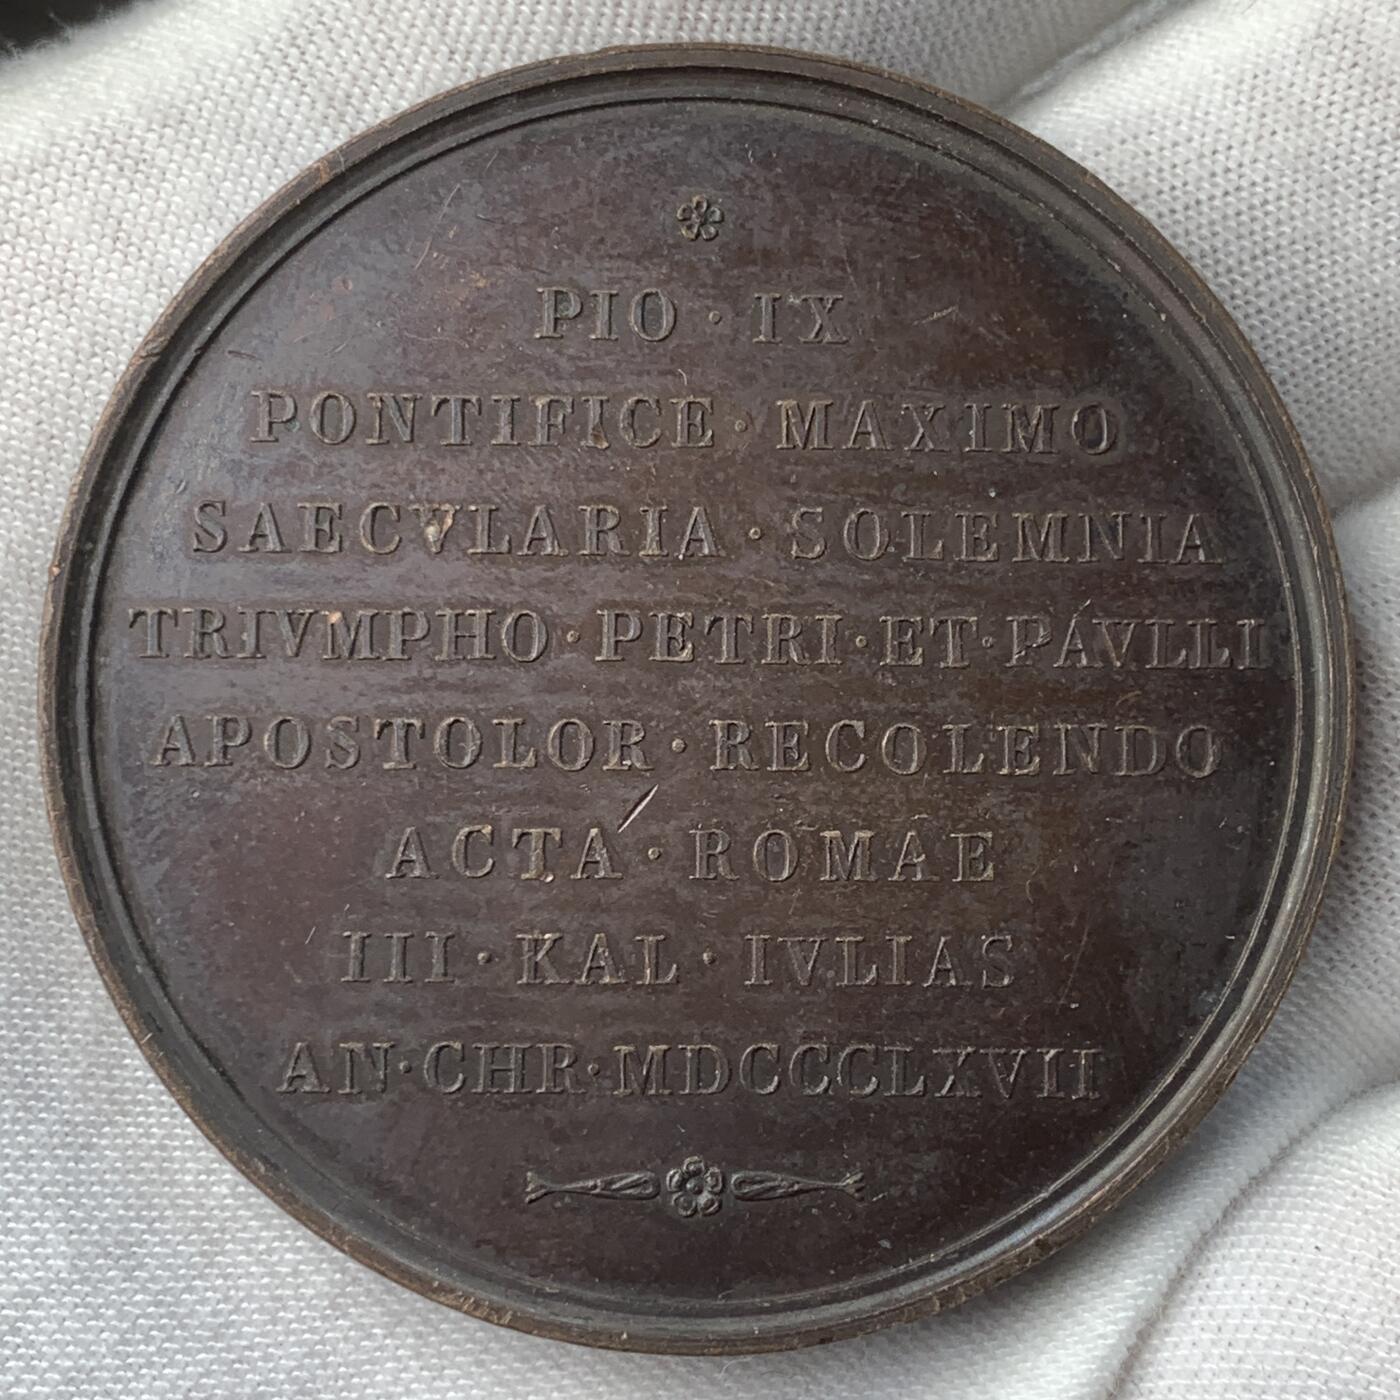 PIO · IX
PONTIFICE · MAXIMO
SAECVLARIA · SOLEMNIA
TRIVMPHO · PETRI · ET · PÁVLLI
APOSTOLOR · RECOLENDO
ACTA · ROMAE
III · KAL · IVLIAS
AN · CHR · MDCCCLXVII